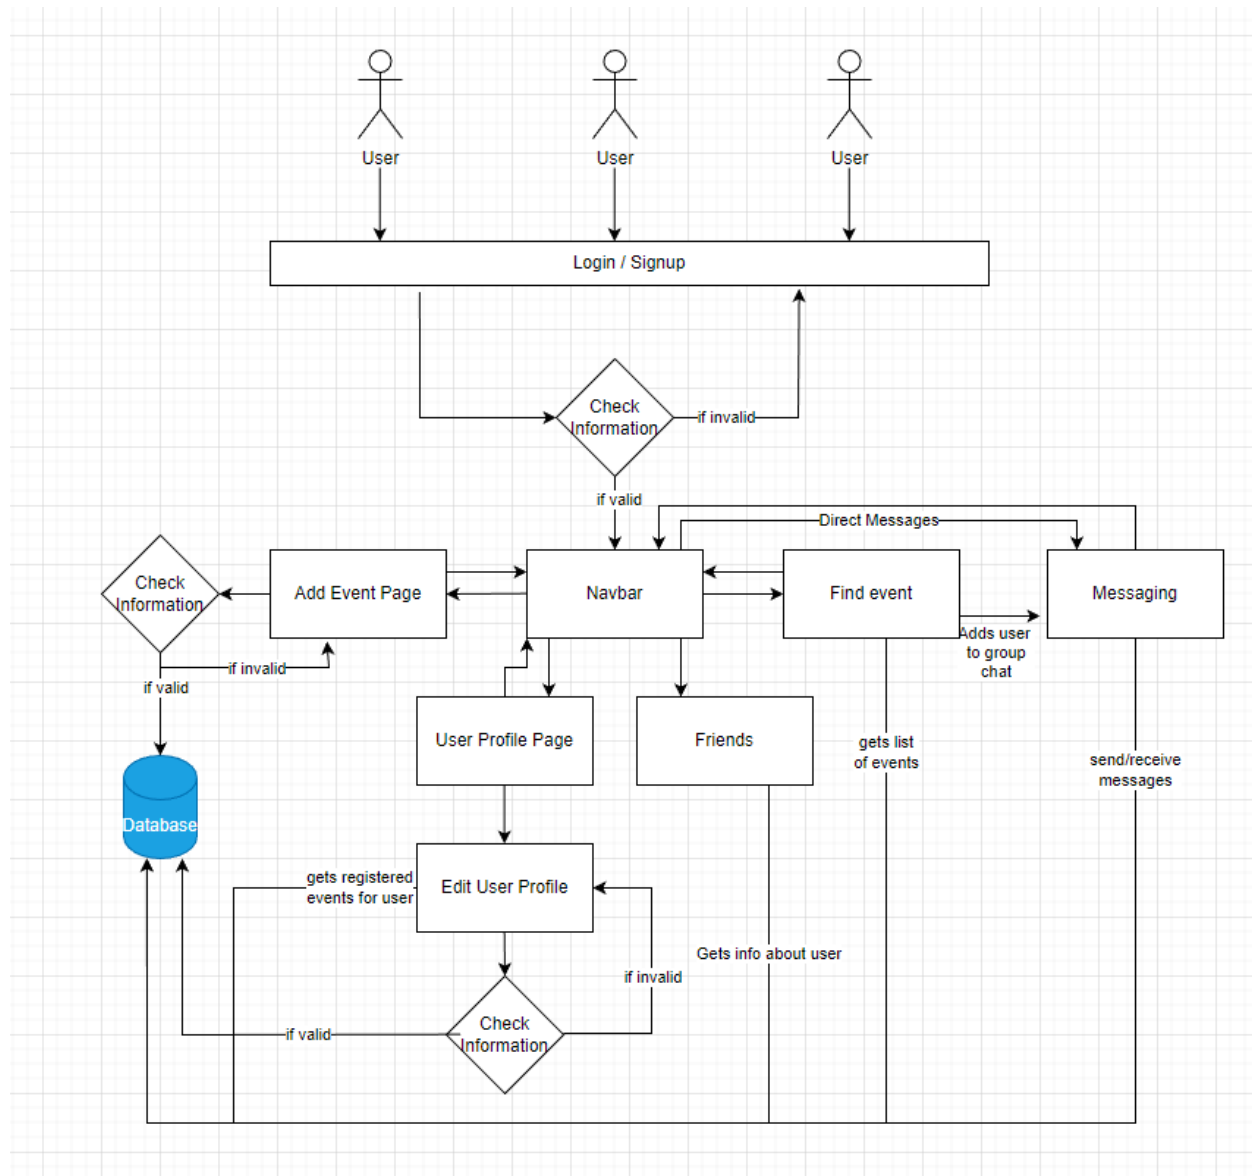 User
User
User
Login / Signup
Check
Information
if invalid
if valid
Direct Messages
Check
Information
Add Event Page
Navbar
Find event
Messaging
Adds user
to group
chat
if invalid
if valid
User Profile Page
Friends
gets list
of events
send/receive
messages
Database
gets registered
events for user
Edit User Profile
Gets info about user
if invalid
Check
Information
if valid